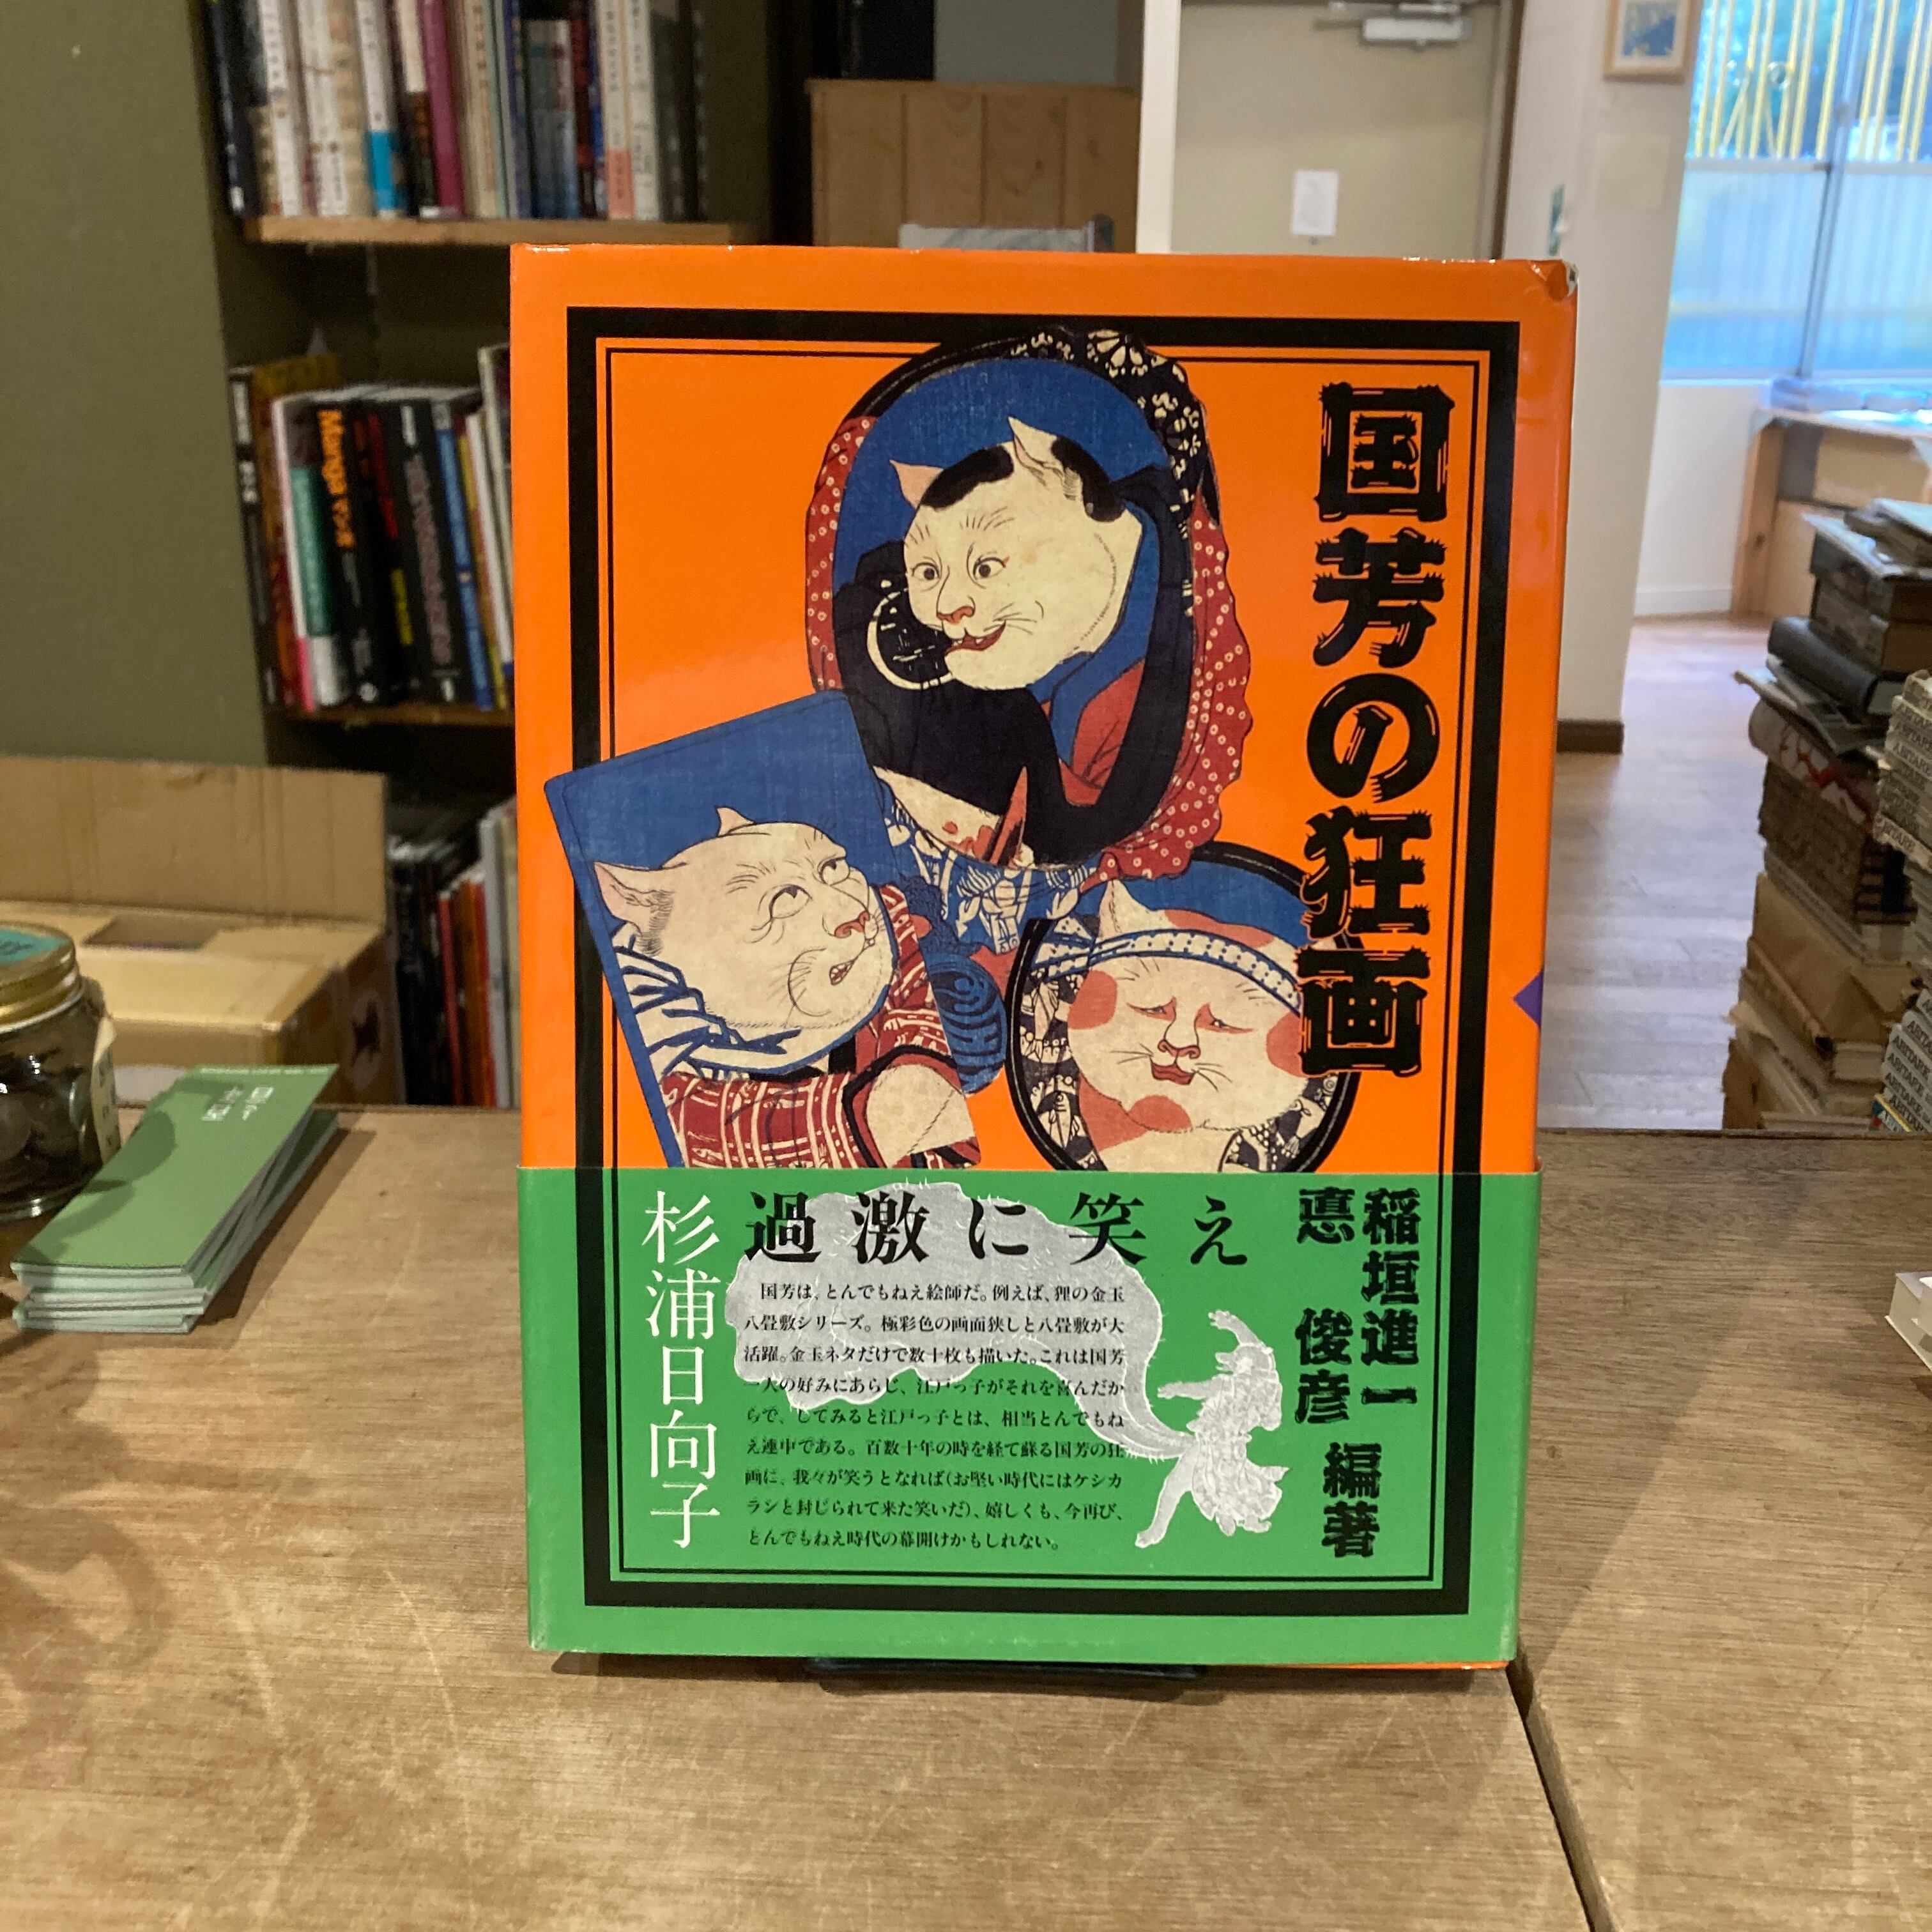 国芳の狂画
稲垣進一
悳俊彦
編著
過激に笑え
国芳は、とんでもねえ絵師だ。例えば、狸の金玉
八畳敷シリーズ。極彩色の画面狭しと八畳敷が大
活躍。金玉ネタだけで数十枚も描いた。これは国芳
一人の好みにあらじ、江戸っ子がそれを喜んだか
らで、してみると江戸っ子とは、相当とんでもね
え連中である。百数十年の時を経て蘇る国芳の狂
画に、我々が笑うとなれば(お堅い時代にはケシカ
ランと封じられて来た笑いだ)、嬉しくも、今再び、
とんでもねえ時代の幕開けかもしれない。
杉浦日向子
Manga マンガ